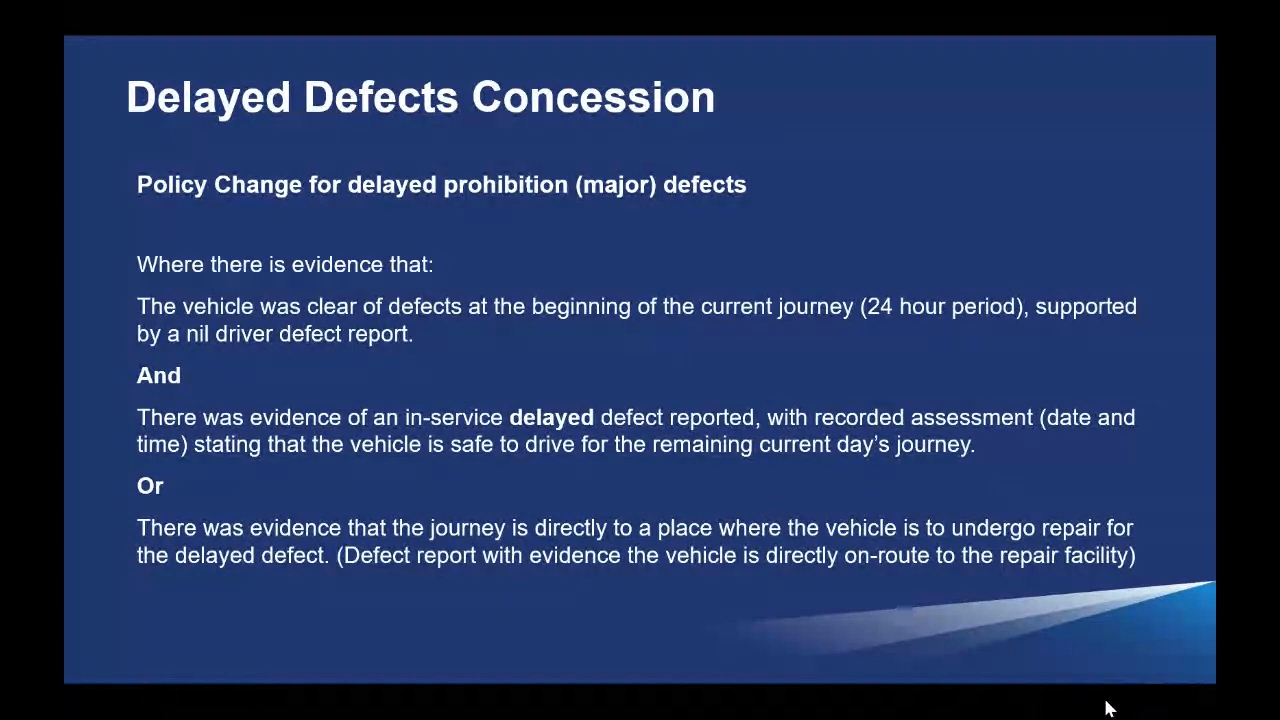 Delayed Defects Concession
Policy Change for delayed prohibition (major) defects
Where there is evidence that:
The vehicle was clear of defects at the beginning of the current journey (24 hour period), supported
by a nil driver defect report.
And
There was evidence of an in-service delayed defect reported, with recorded assessment (date and
time) stating that the vehicle is safe to drive for the remaining current day's journey.
Or
There was evidence that the journey is directly to a place where the vehicle is to undergo repair for
the delayed defect. (Defect report with evidence the vehicle is directly on-route to the repair facility)